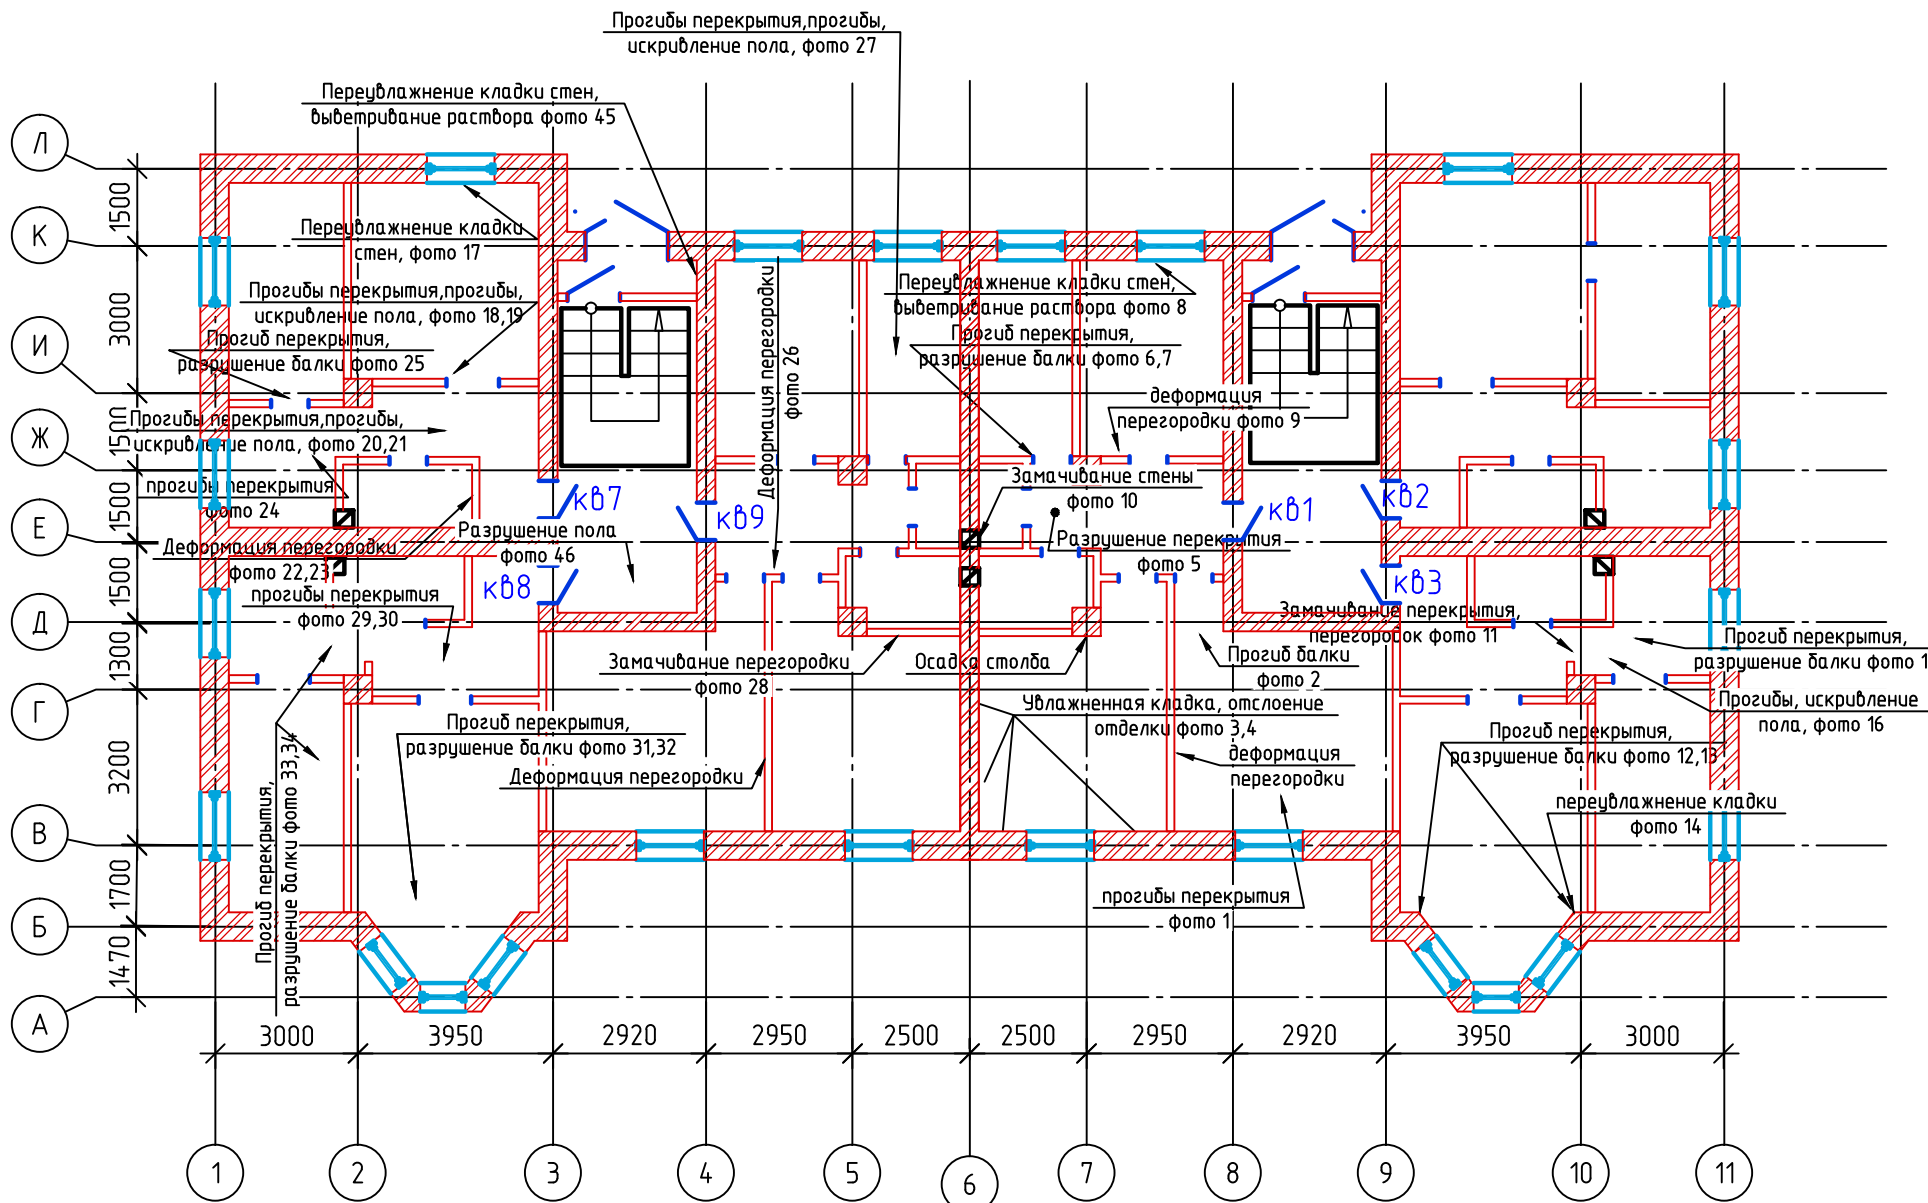 Прогибы перекрытия,прогибы,
искривление пола, фото 27
Переувлажнение кладки стен,
выветривание раствора фото 45
Л
К
И
Ж
Е
Д
Г
В
Б
А
1500
3000
1500
1500
1500
1300
3200
1700
1470
Переувлажнение кладки
стен, фото 17
Прогибы перекрытия,прогибы,
искривление пола, фото 18,19
Прогиб перекрытия,
разрушение балки фото 25
Прогибы перекрытия,прогибы,
искривление пола, фото 20,21
прогибы перекрытия
фото 24
Деформация перегородки
фото 22,23
Разрушение пола
фото 46
прогибы перекрытия
фото 29,30
кв7
кв8
кв9
Деформация перегородки
фото 26
Переувлажнение кладки стен,
выветривание раствора фото 8
Прогиб перекрытия,
разрушение балки фото 6,7
деформация
перегородки фото 9
Замачивание стены
фото 10
Разрушение перекрытия
фото 5
кв1
кв2
кв3
Замачивание перекрытия,
перегородок фото 11
Прогиб перекрытия,
разрушение балки фото 1
Прогибы, искривление
пола, фото 16
Прогиб балки
фото 2
Осадка столба
Замачивание перегородки
фото 28
Увлажненная кладка, отслоение
отделки фото 3,4
Прогиб перекрытия,
разрушение балки фото 31,32
Деформация перегородки
деформация
перегородки
Прогиб перекрытия,
разрушение балки фото 12,13
переувлажнение кладки
фото 14
Прогиб перекрытия,
разрушение балки фото 33,34
прогибы перекрытия
фото 1
3000
3950
2920
2950
2500
2500
2950
2920
3950
3000
1
2
3
4
5
6
7
8
9
10
11